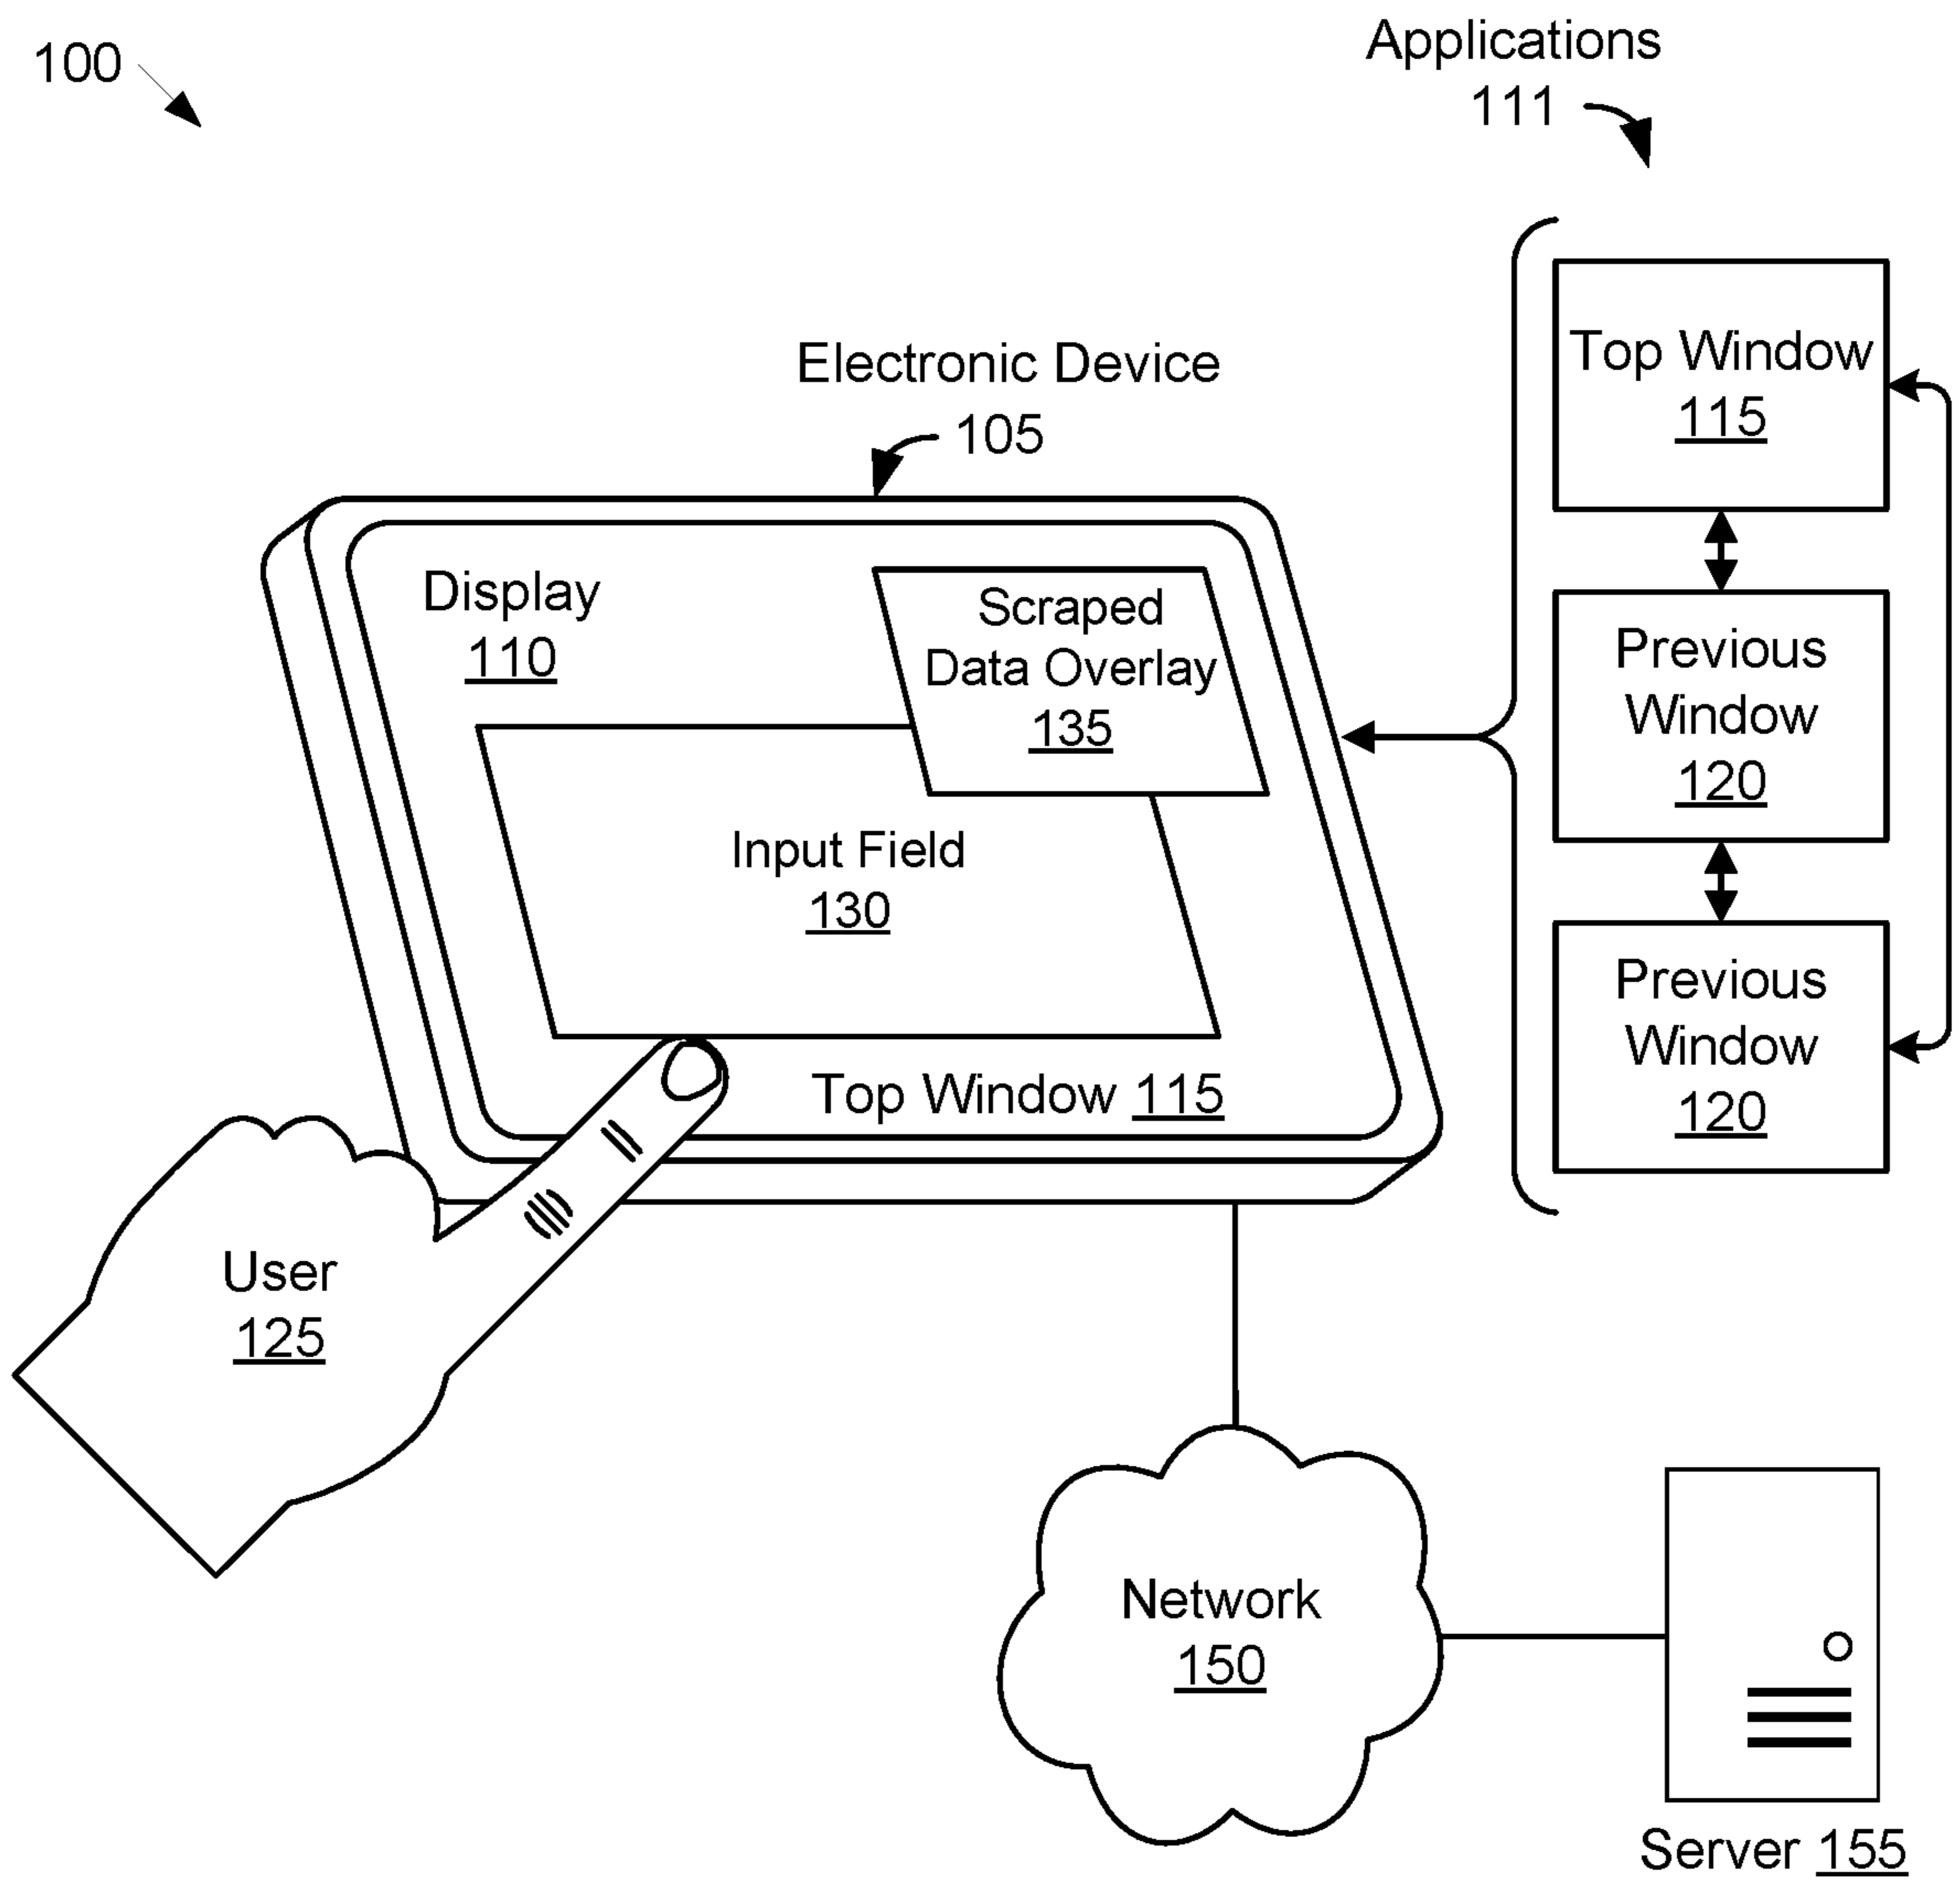 100
Applications
111
Top Window
115
Electronic Device
105
Display
110
Scraped
Data Overlay
135
Previous
Window
120
Input Field
130
Previous
Window
120
Top Window 115
User
125
Network
150
Server 155